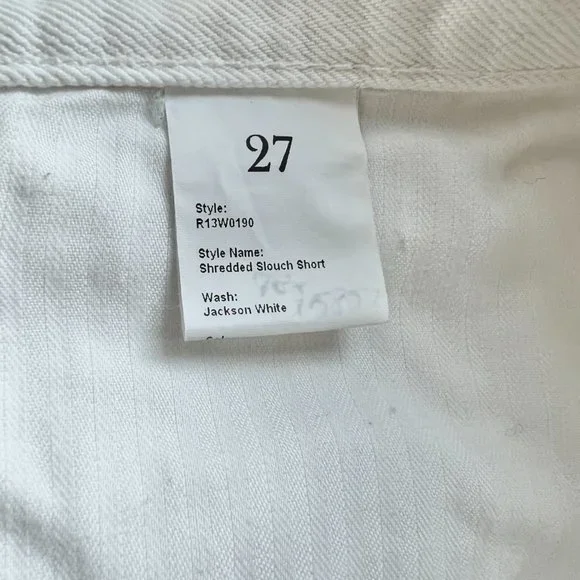 27
Style:
R13W0190
Style Name:
Shredded Slouch Short
Wash:
Jackson White